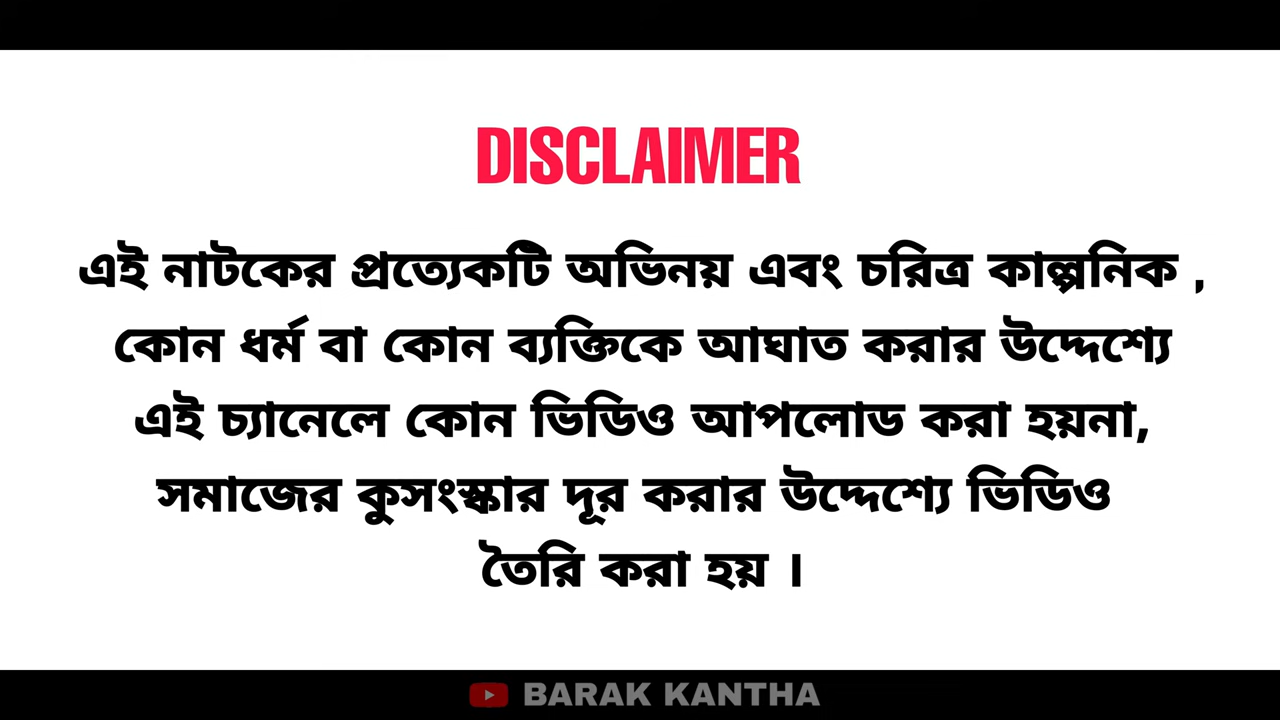 DISCLAIMER
এই নাটকের প্রত্যেকটি অভিনয় এবং চরিত্র কাল্পনিক ,
কোন ধর্ম বা কোন ব্যক্তিকে আঘাত করার উদ্দেশ্যে
এই চ্যানেলে কোন ভিডিও আপলোড করা হয়না,
সমাজের কুসংস্কার দূর করার উদ্দেশ্যে ভিডিও
তৈরি করা হয় ।
BARAK KANTHA